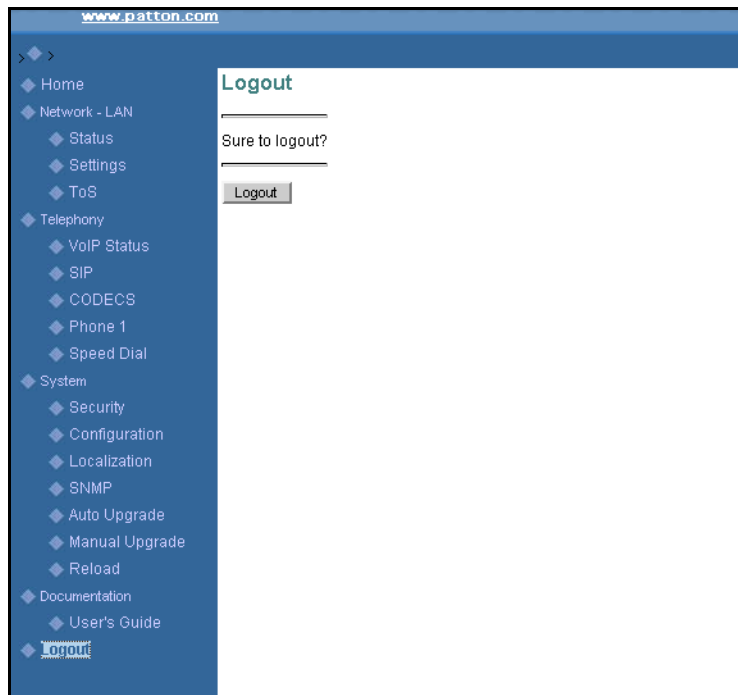 www.patton.com
> >
Home
Network - LAN
Status
Settings
ToS
Telephony
VoIP Status
SIP
CODECS
Phone 1
Speed Dial
System
Security
Configuration
Localization
SNMP
Auto Upgrade
Manual Upgrade
Reload
Documentation
User's Guide
Logout
Logout
Sure to logout?
Logout